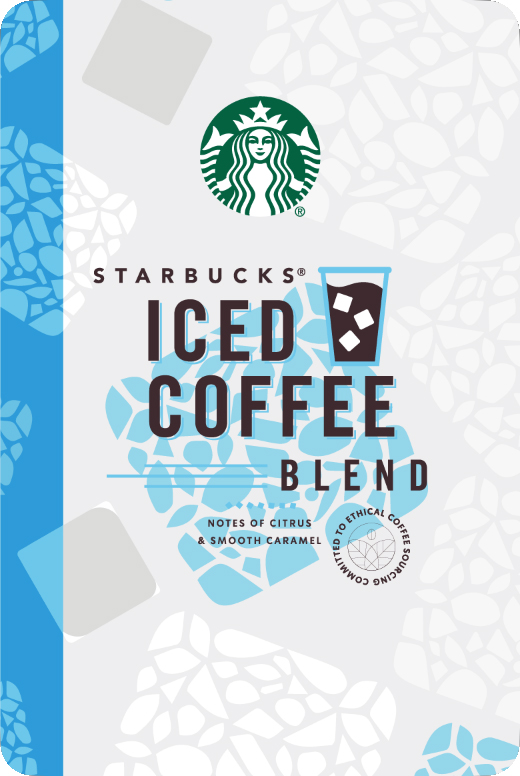 ®
STARBUCKS®
ICED
COFFEE
BLEND
NOTES OF CITRUS
& SMOOTH CARAMEL
COMMITTED TO ETHICAL COFFEE SOURCING